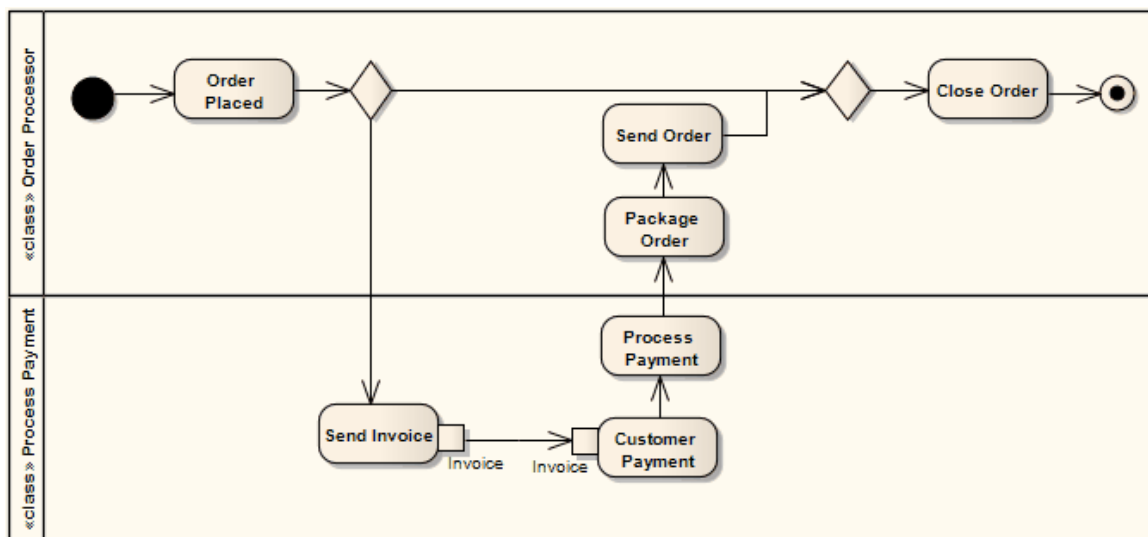 «class» Order Processor
Order
Placed
Close Order
Send Order
Package
Order
«class» Process Payment
Process
Payment
Send Invoice
Invoice
Invoice
Customer
Payment